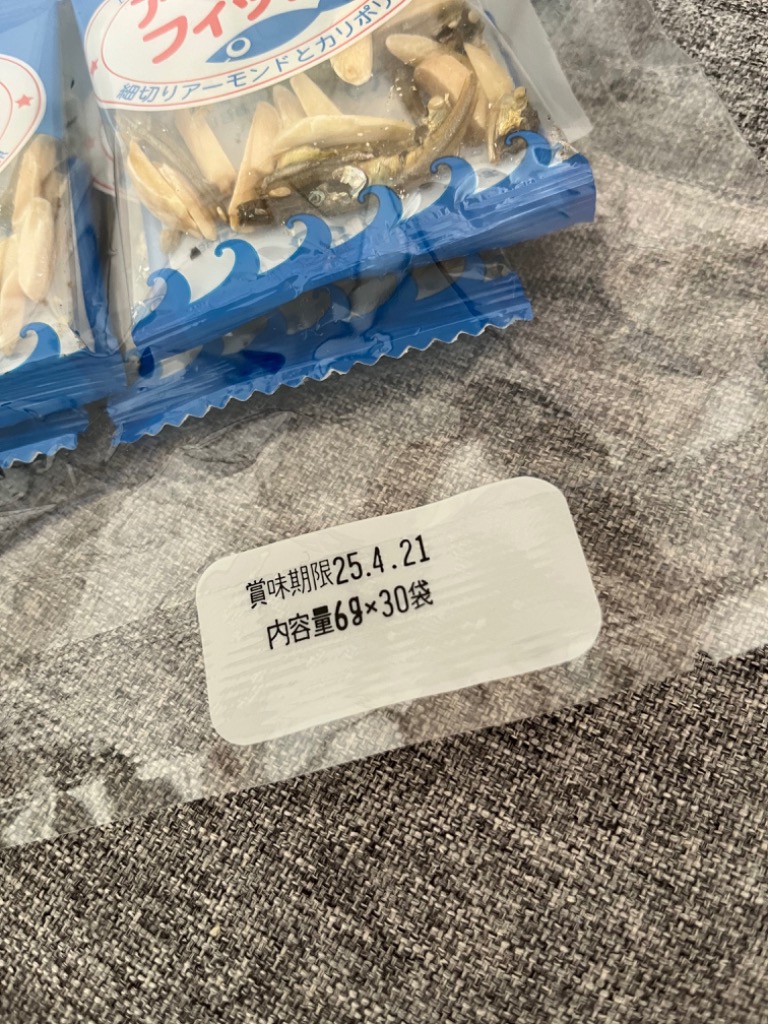 フィッ
細切りアーモンドとカリポリ
賞味期限25.4.21
内容量6g×30袋